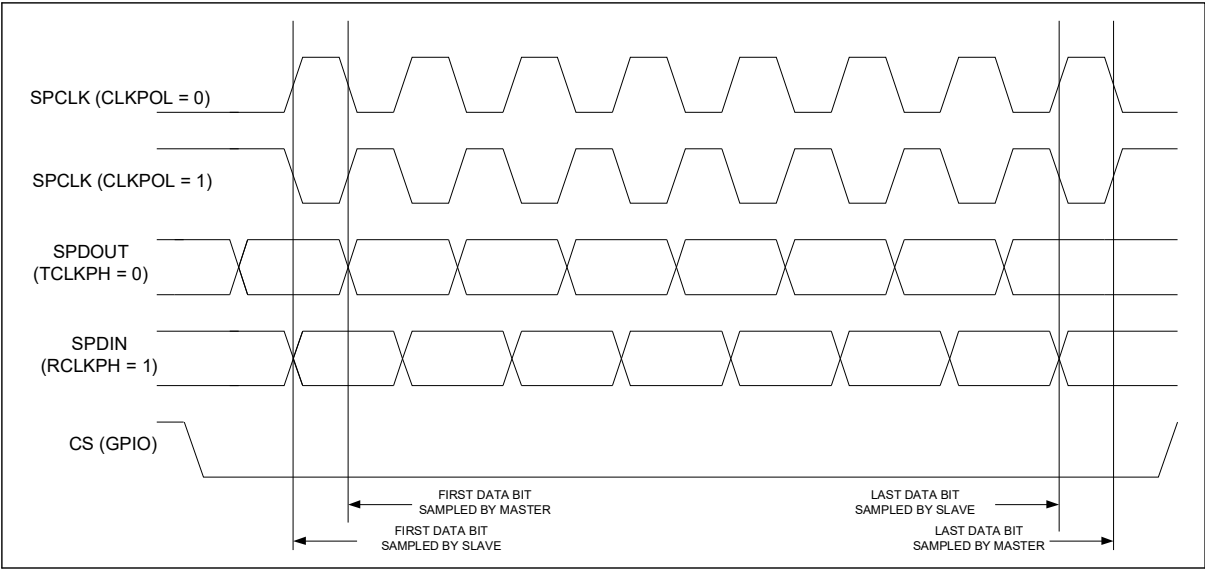 SPCLK (CLKPOL = 0)
SPCLK (CLKPOL = 1)
SPDOUT
(TCLKPH = 0)
SPDIN
(RCLKPH = 1)
CS (GPIO)
FIRST DATA BIT
SAMPLED BY MASTER
LAST DATA BIT
SAMPLED BY SLAVE
FIRST DATA BIT
SAMPLED BY SLAVE
LAST DATA BIT
SAMPLED BY MASTER